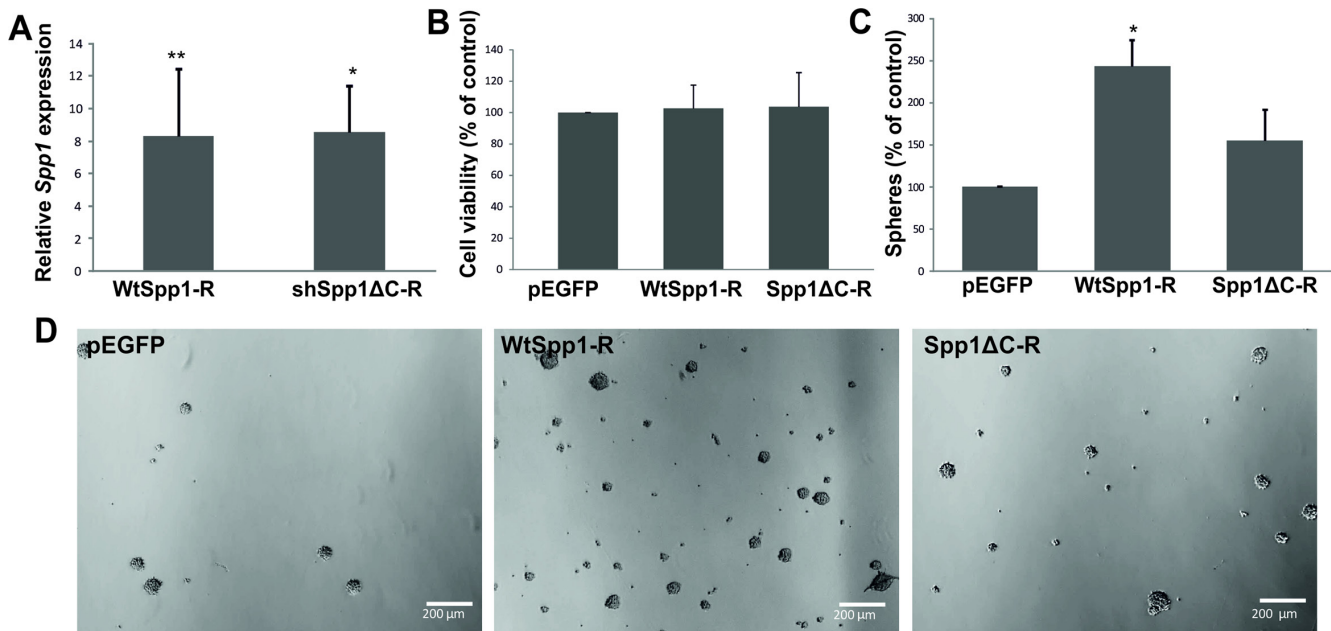 A
Relative Spp1 expression
14
12
10
8
6
4
2
0
**
*
WtSpp1-R
shSpp1ΔC-R
B
Cell viability (% of control)
140
120
100
80
60
40
20
0
pEGFP
WtSpp1-R
Spp1ΔC-R
C
Spheres (% of control)
300
250
200
150
100
50
0
*
pEGFP
WtSpp1-R
Spp1ΔC-R
D
pEGFP
200 µm
WtSpp1-R
200 µm
Spp1ΔC-R
200 µm